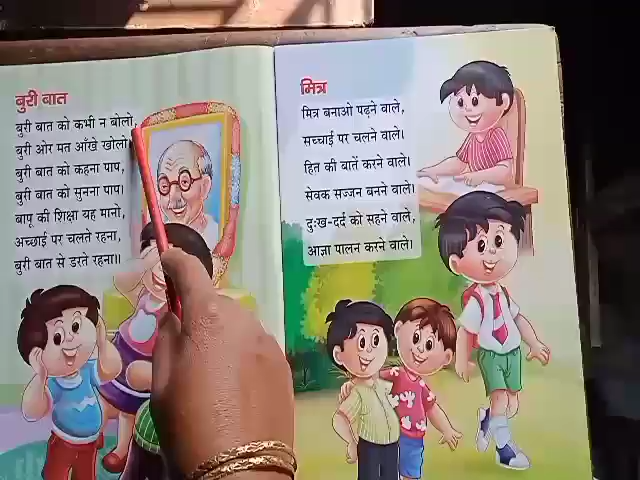 बुरी बात
बुरी बात को कभी न बोलो,
बुरी ओर मत आँखे खोलो
बुरी बात को कहना पाप,
बुरी बात को सुनना पाप।
बापू की शिक्षा यह मानो,
अच्छाई पर चलते रहना,
बुरी बात से डरते रहना।।
मित्र
मित्र बनाओ पढ़ने वाले,
सच्चाई पर चलने वाले।
हित की बातें करने वाले।
सेवक सज्जन बनने वाले।
दुःख-दर्द को सहने वाले,
आज्ञा पालन करने वाले।